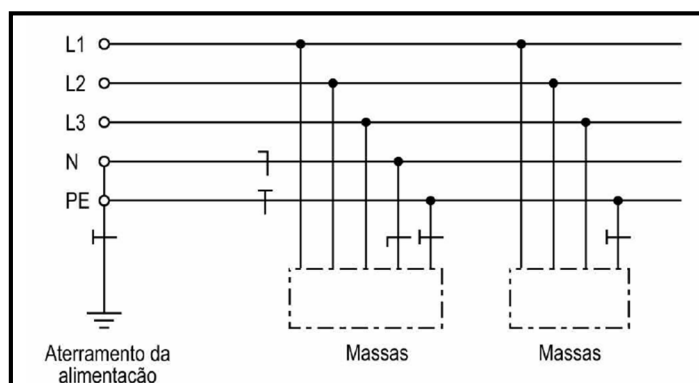 L1
L2
L3
N
PE
Aterramento da
alimentação
Massas
Massas